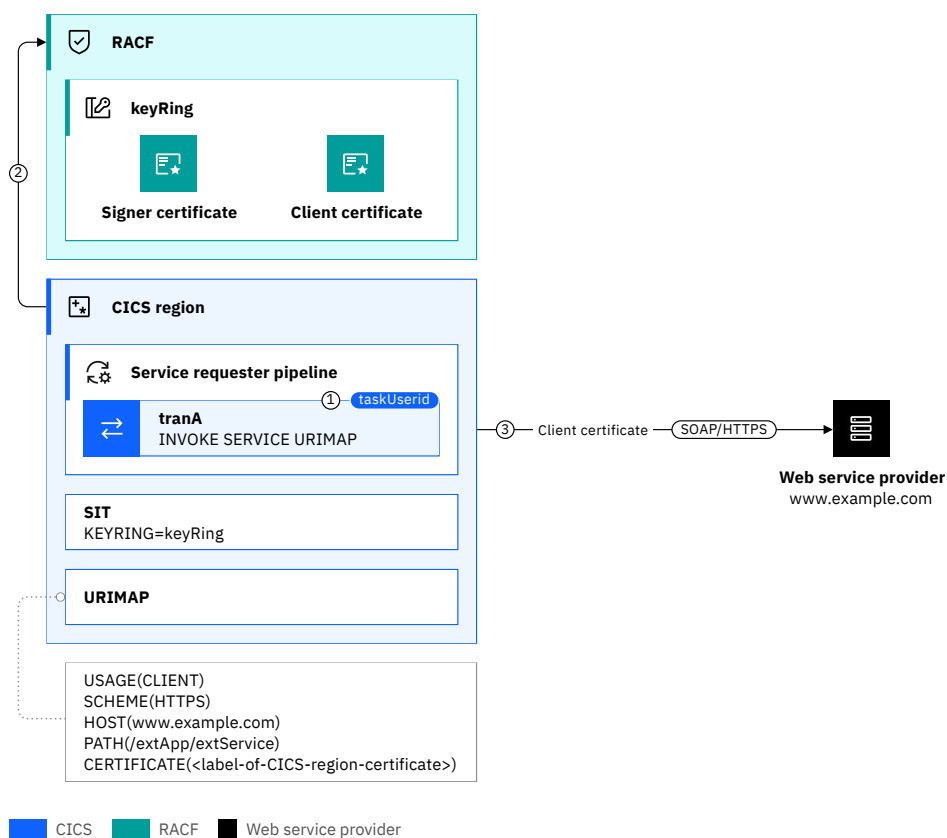 RACF
keyRing
Signer certificate
Client certificate
2
CICS region
Service requester pipeline
1
taskUserid
tranA
INVOKE SERVICE URIMAP
3
Client certificate
SOAP/HTTPS
Web service provider
www.example.com
SIT
KEYRING=keyRing
URIMAP
USAGE(CLIENT)
SCHEME(HTTPS)
HOST(www.example.com)
PATH(/extApp/extService)
CERTIFICATE(<label-of-CICS-region-certificate>)
CICS
RACF
Web service provider